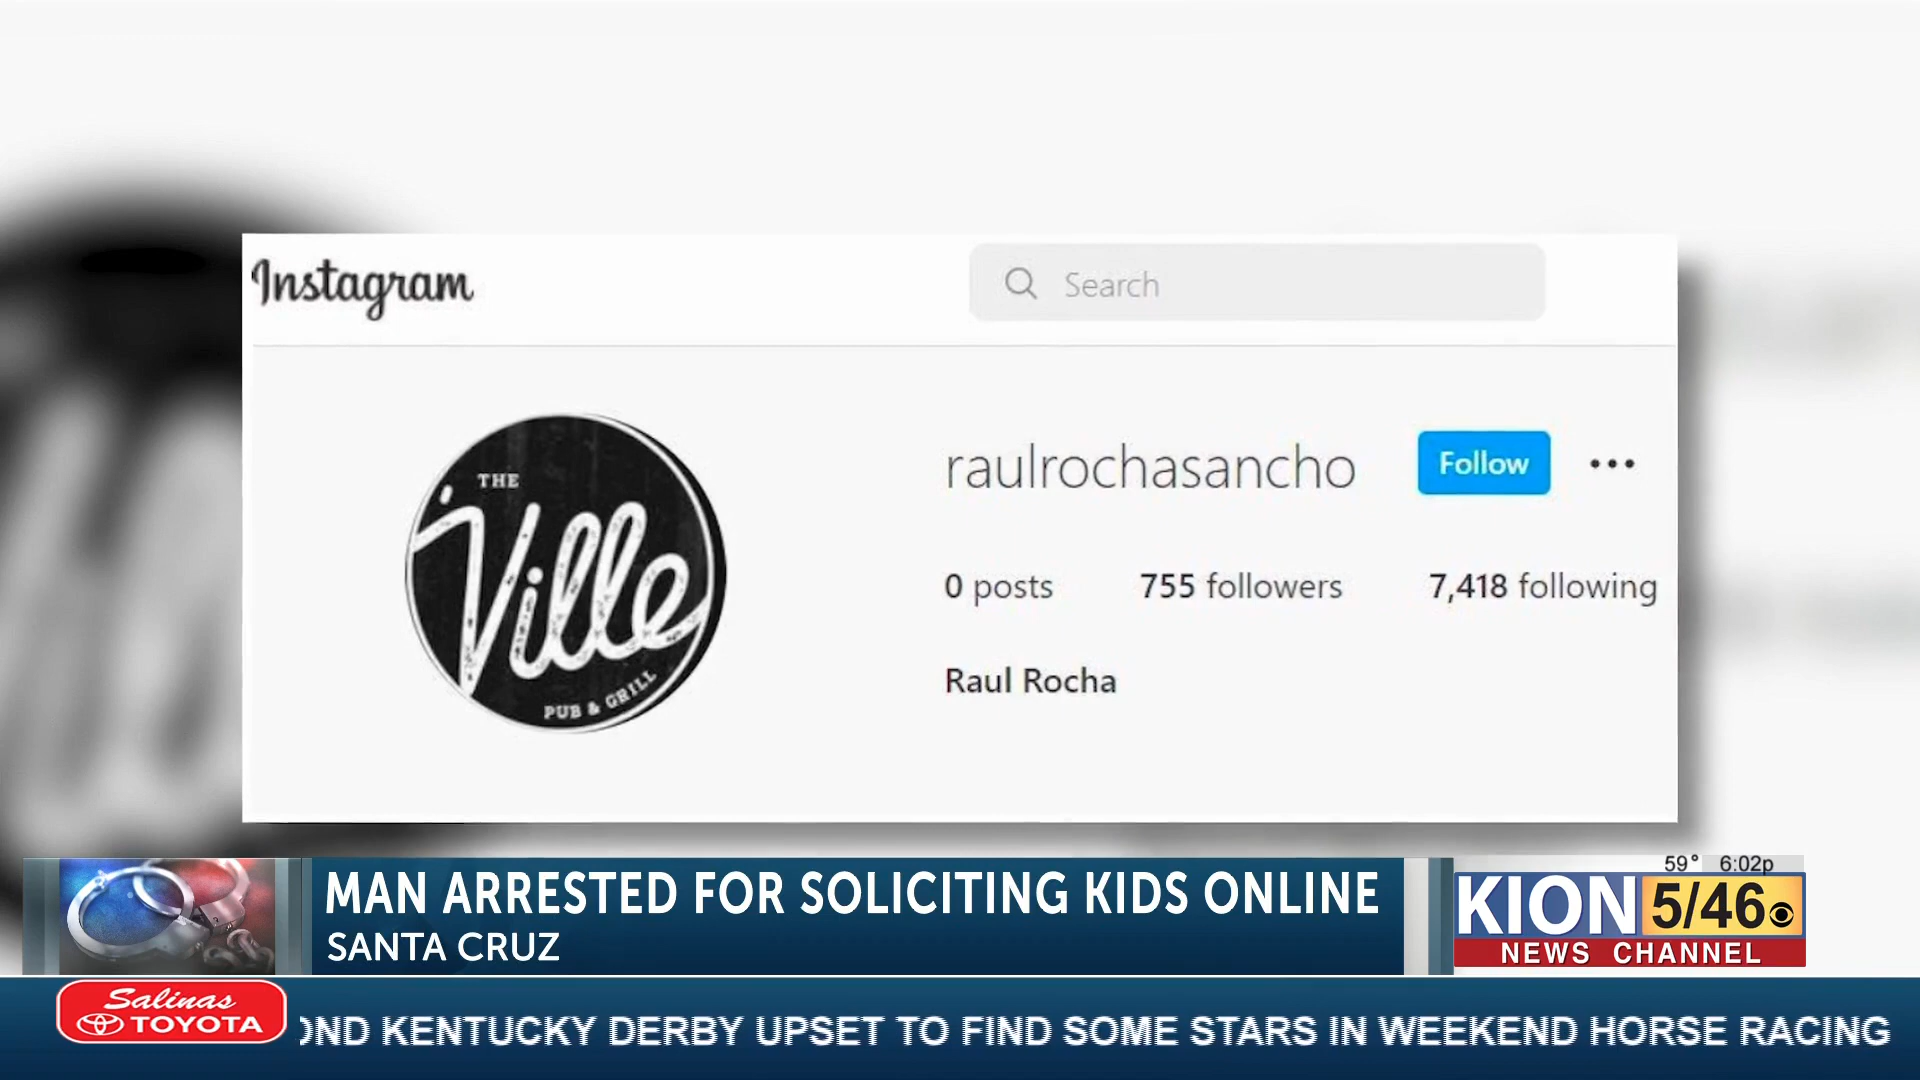 Instagram
Search
THE
Ville
PUB & GRILL
raulrochasancho
Follow
0 posts 755 followers 7,418 following
Raul Rocha
MAN ARRESTED FOR SOLICITING KIDS ONLINE
SANTA CRUZ
59° 6:02p
KION 5/46
NEWS CHANNEL
Salinas
TOYOTA
KENTUCKY DERBY UPSET TO FIND SOME STARS IN WEEKEND HORSE RACING